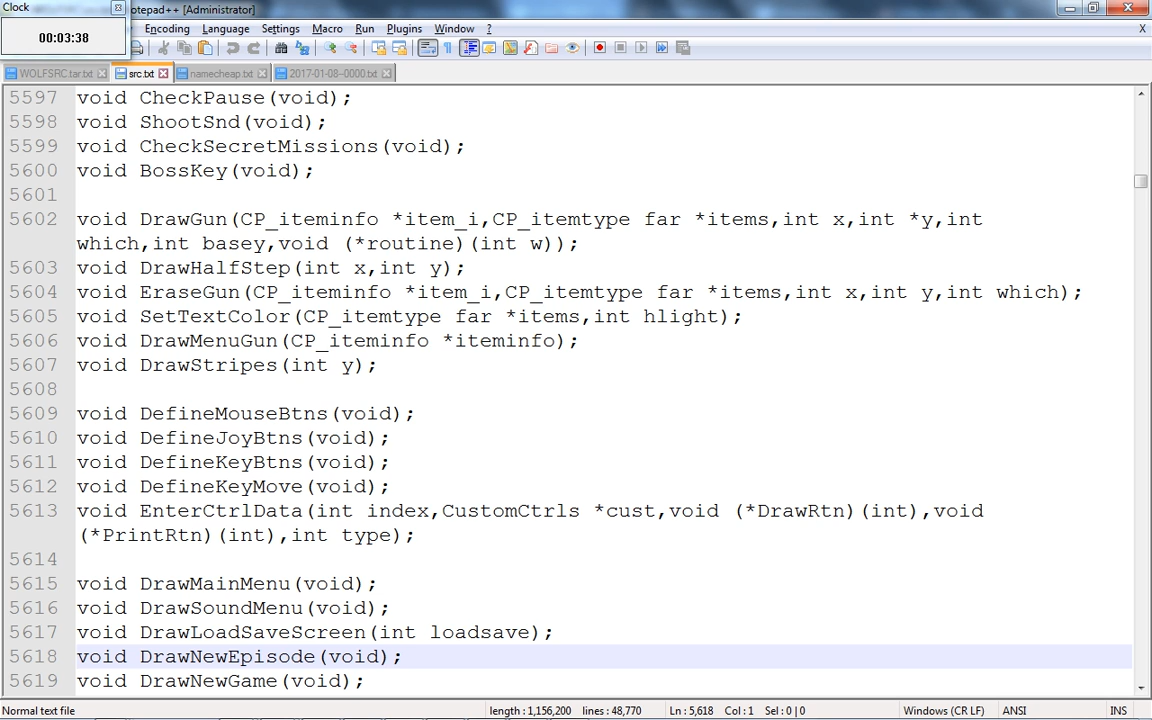 Clock
otepad++ [Administrator]
00:03:38
Encoding Language Settings Macro Run Plugins Window ? X
WOLFSRC.tar.txt src.txt namecheap.txt 2017-01-08--0000.txt
5597 void CheckPause(void);
5598 void ShootSnd(void);
5599 void CheckSecretMissions(void);
5600 void BossKey(void);
5601
5602 void DrawGun(CP_iteminfo *item_i,CP_itemtype far *items,int x,int *y,int
which,int basey,void (*routine)(int w));
5603 void DrawHalfStep(int x,int y);
5604 void EraseGun(CP_iteminfo *item_i,CP_itemtype far *items,int x,int y,int which);
5605 void SetTextColor(CP_itemtype far *items,int hlight);
5606 void DrawMenuGun(CP_iteminfo *iteminfo);
5607 void DrawStripes(int y);
5608
5609 void DefineMouseBtns(void);
5610 void DefineJoyBtns(void);
5611 void DefineKeyBtns(void);
5612 void DefineKeyMove(void);
5613 void EnterCtrlData(int index,CustomCtrls *cust,void (*DrawRtn)(int),void
(*PrintRtn)(int),int type);
5614
5615 void DrawMainMenu(void);
5616 void DrawSoundMenu(void);
5617 void DrawLoadSaveScreen(int loadsave);
5618 void DrawNewEpisode(void);
5619 void DrawNewGame(void);
Normal text file length : 1,156,200 lines : 48,770 Ln : 5,618 Col : 1 Sel : 0 | 0 Windows (CR LF) ANSI INS